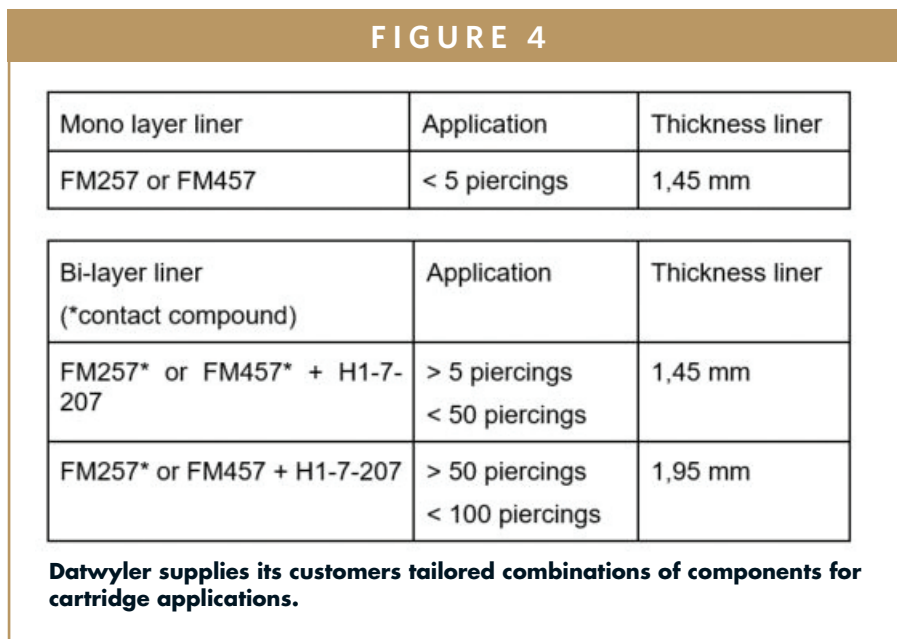 FIGURE 4
Mono layer liner Application Thickness liner
FM257 or FM457 < 5 piercings 1,45 mm
Bi-layer liner Application Thickness liner
(*contact compound)
FM257* or FM457* + H1-7- > 5 piercings 1,45 mm
207 < 50 piercings
FM257* or FM457 + H1-7-207 > 50 piercings 1,95 mm
< 100 piercings
Datwyler supplies its customers tailored combinations of components for
cartridge applications.